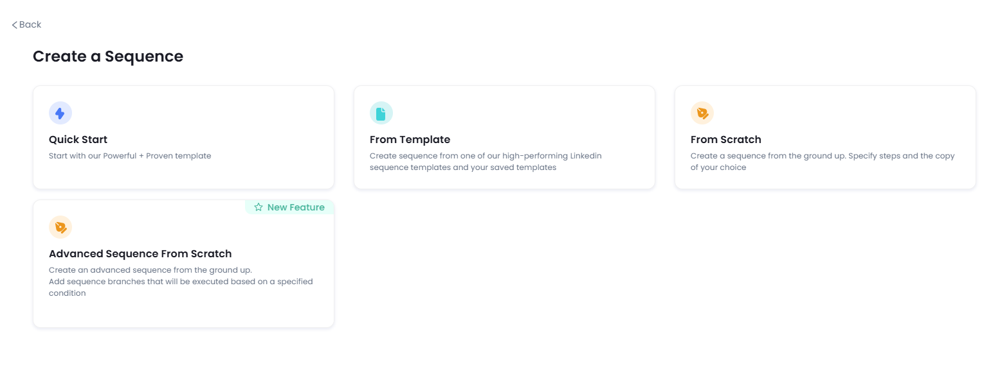 Back
Create a Sequence
Quick Start
Start with our Powerful + Proven template
From Template
Create sequence from one of our high-performing Linkedin
sequence templates and your saved templates
From Scratch
Create a sequence from the ground up. Specify steps and the copy
of your choice
New Feature
Advanced Sequence From Scratch
Create an advanced sequence from the ground up.
Add sequence branches that will be executed based on a specified
condition